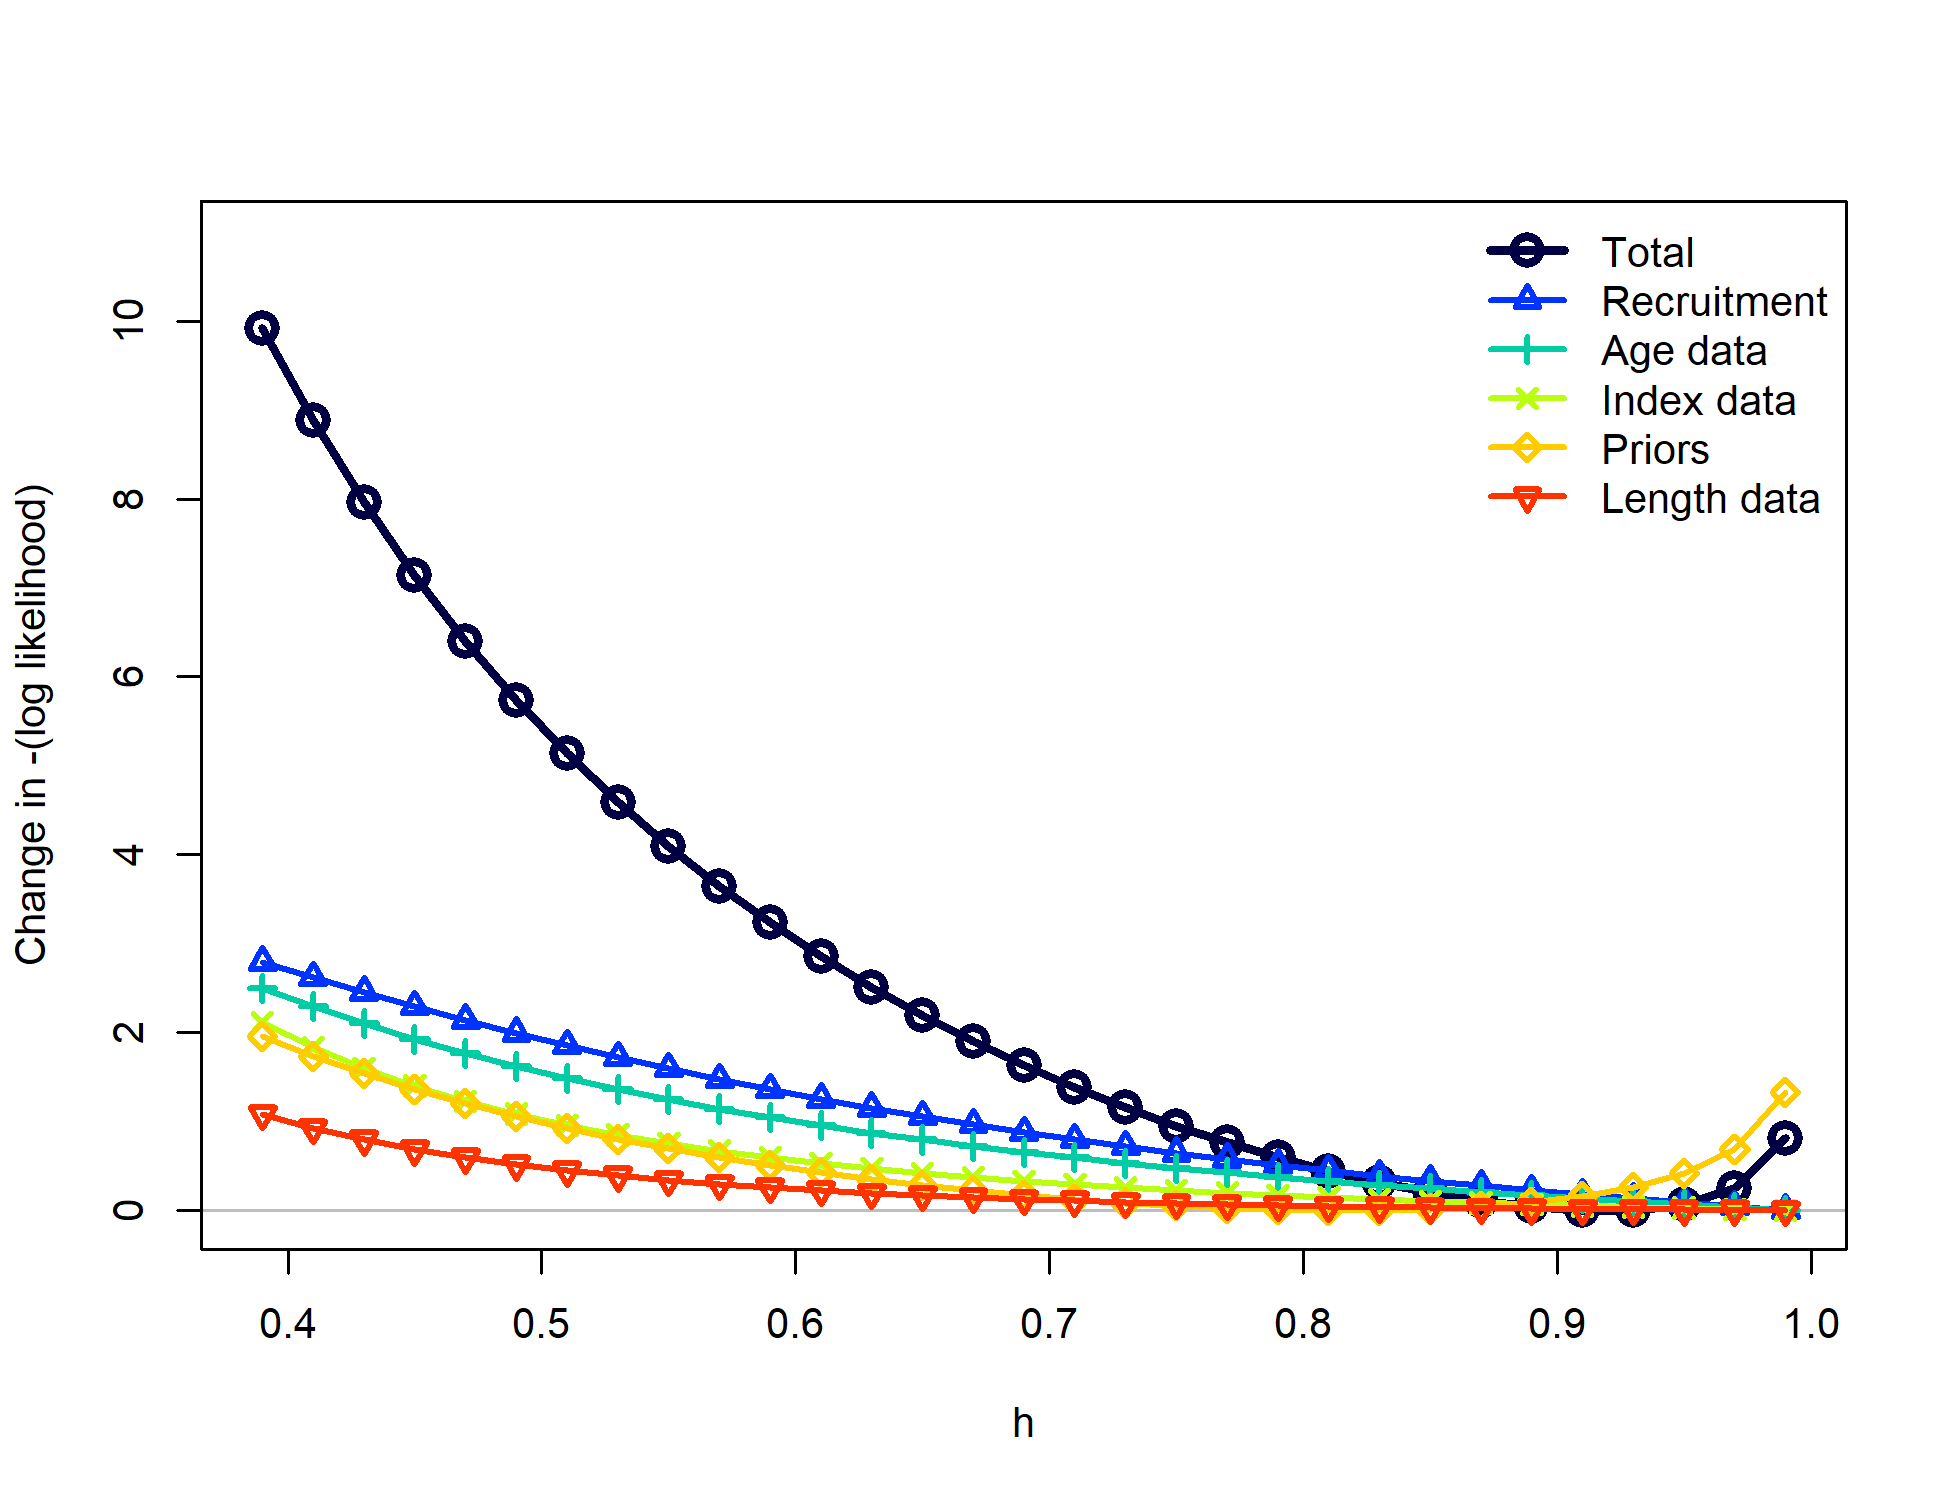 Total
Recruitment
Age data
Index data
Priors
Length data
Change in -(log likelihood)
10
8
6
4
2
0
0.4 0.5 0.6 0.7 0.8 0.9 1.0
h